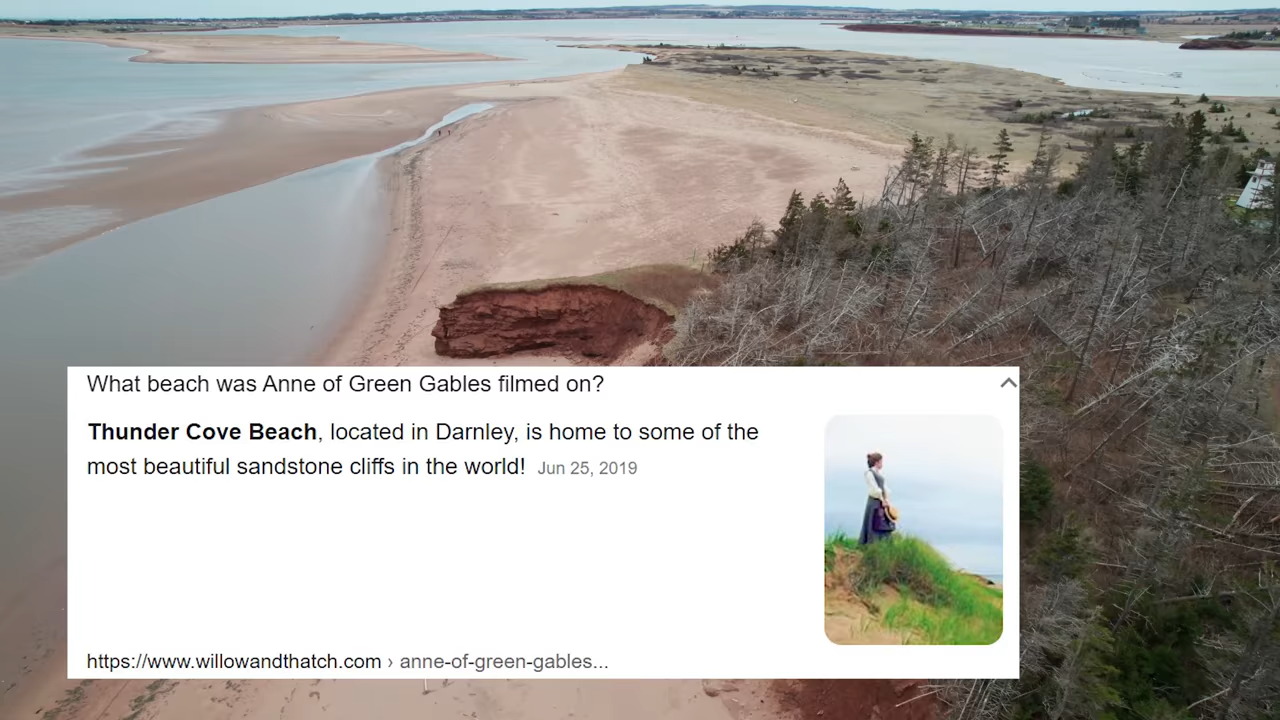 What beach was Anne of Green Gables filmed on?
Thunder Cove Beach, located in Darnley, is home to some of the
most beautiful sandstone cliffs in the world! Jun 25, 2019
https://www.willowandthatch.com › anne-of-green-gables...